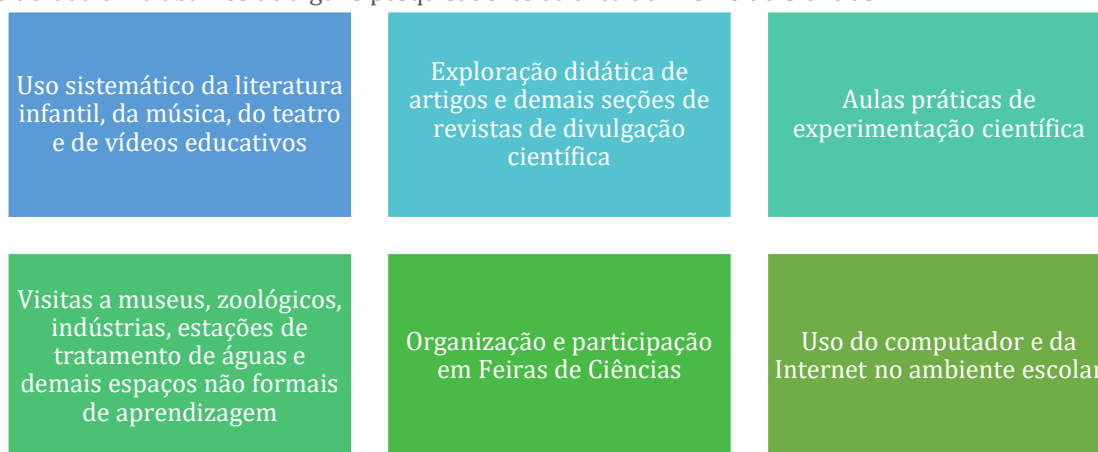 Uso sistemático da literatura
infantil, da música, do teatro
e de vídeos educativos
Exploração didática de
artigos e demais seções de
revistas de divulgação
científica
Aulas práticas de
experimentação científica
Visitas a museus, zoológicos,
indústrias, estações de
tratamento de águas e
demais espaços não formais
de aprendizagem
Organização e participação
em Feiras de Ciências
Uso do computador e da
Internet no ambiente escolar